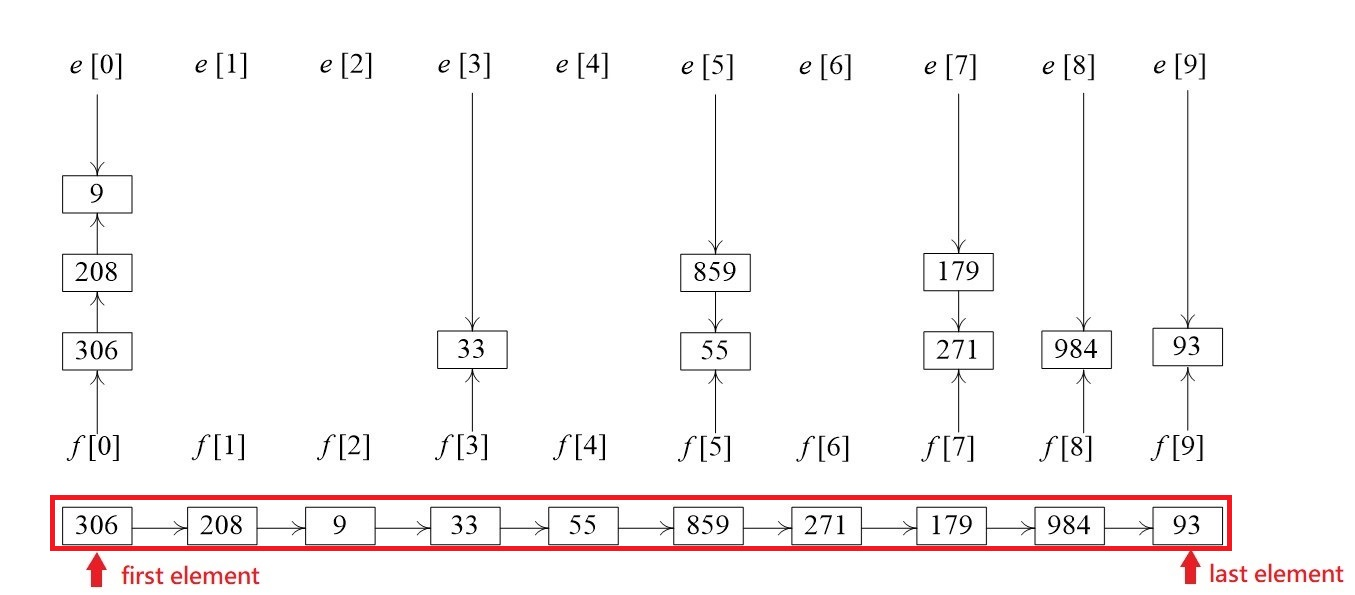 e [0] e [1] e [2] e [3] e [4] e [5] e [6] e [7] e [8] e [9]
9
208 859 179
306 33 55 271 984 93
f [0] f [1] f [2] f [3] f [4] f [5] f [6] f [7] f [8] f [9]
306 208 9 33 55 859 271 179 984 93
first element last element